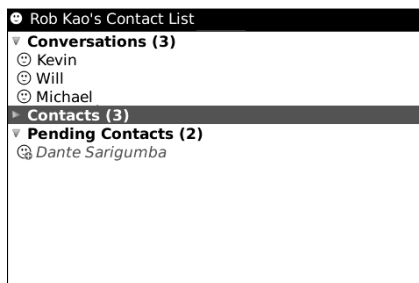 Rob Kao's Contact List
Conversations (3)
Kevin
Will
Michael
Contacts (3)
Pending Contacts (2)
Dante Sarigumba